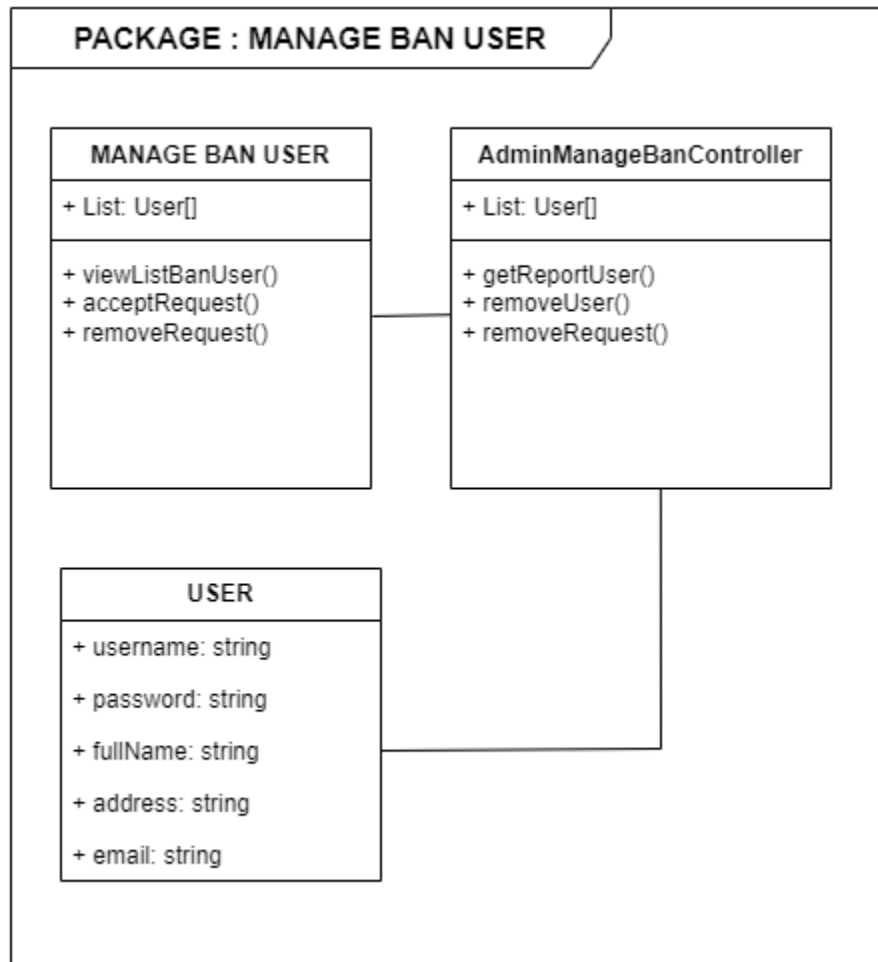 PACKAGE : MANAGE BAN USER
MANAGE BAN USER
+ List: User[]
+ viewListBanUser()
+ acceptRequest()
+ removeRequest()
AdminManageBanController
+ List: User[]
+ getReportUser()
+ removeUser()
+ removeRequest()
USER
+ username: string
+ password: string
+ fullName: string
+ address: string
+ email: string